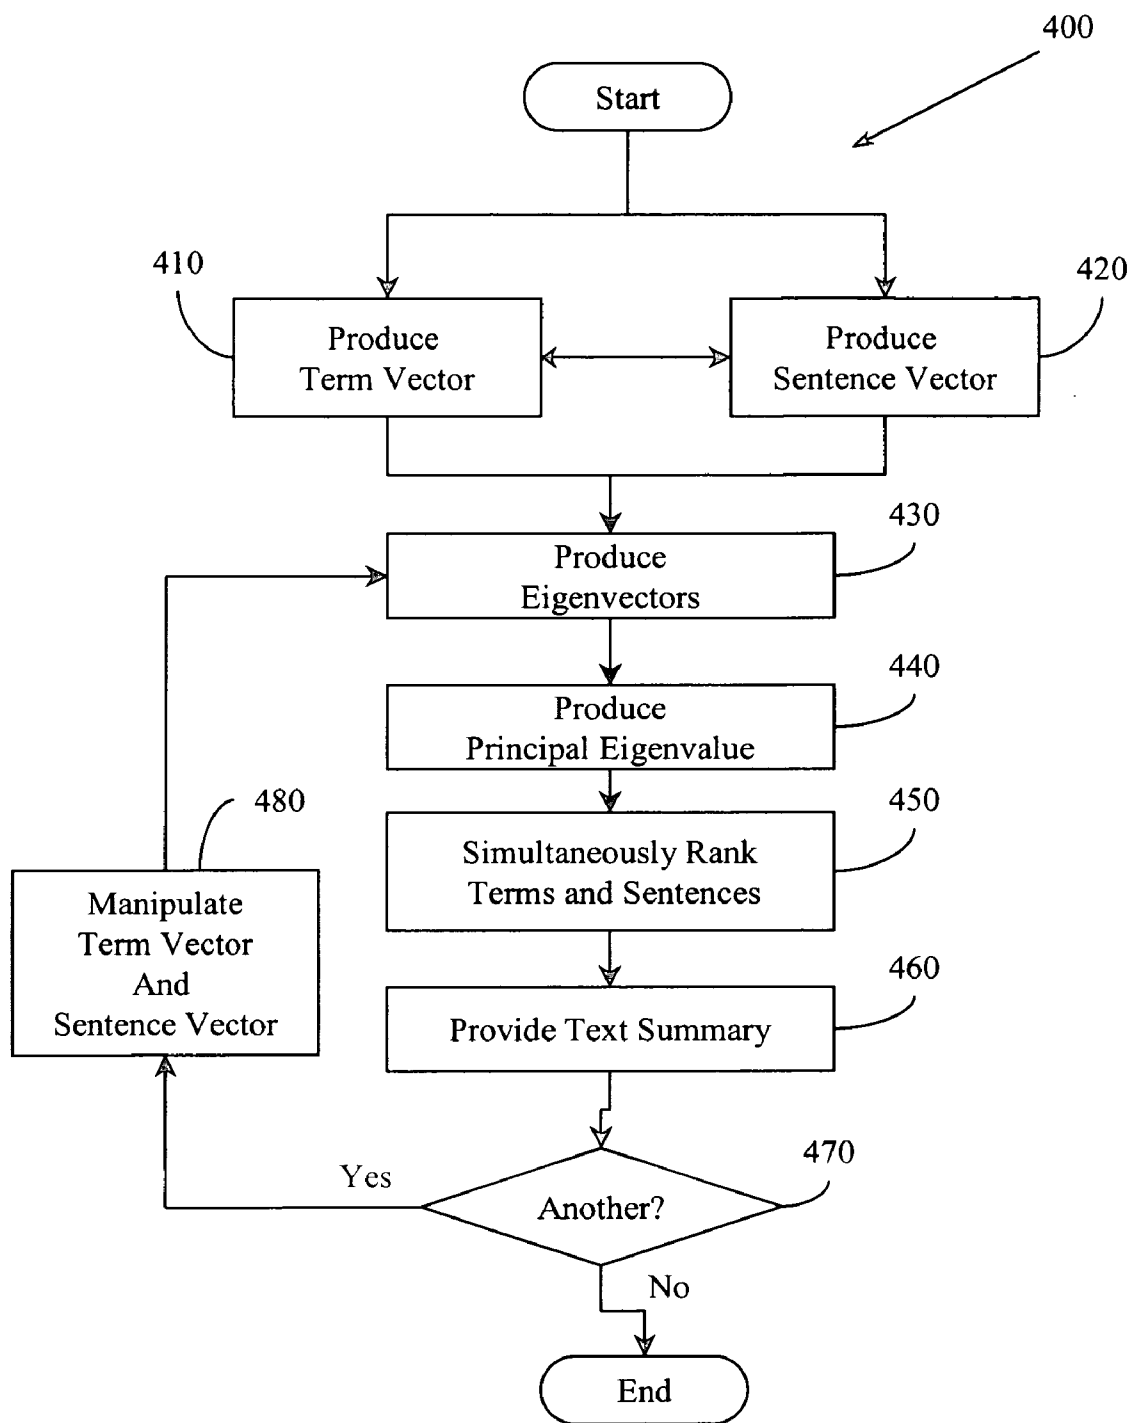 400
Start
410
420
Produce
Term Vector
Produce
Sentence Vector
430
Produce
Eigenvectors
440
Produce
Principal Eigenvalue
480
450
Simultaneously Rank
Terms and Sentences
Manipulate
Term Vector
And
Sentence Vector
460
Provide Text Summary
470
Yes
Another?
No
End